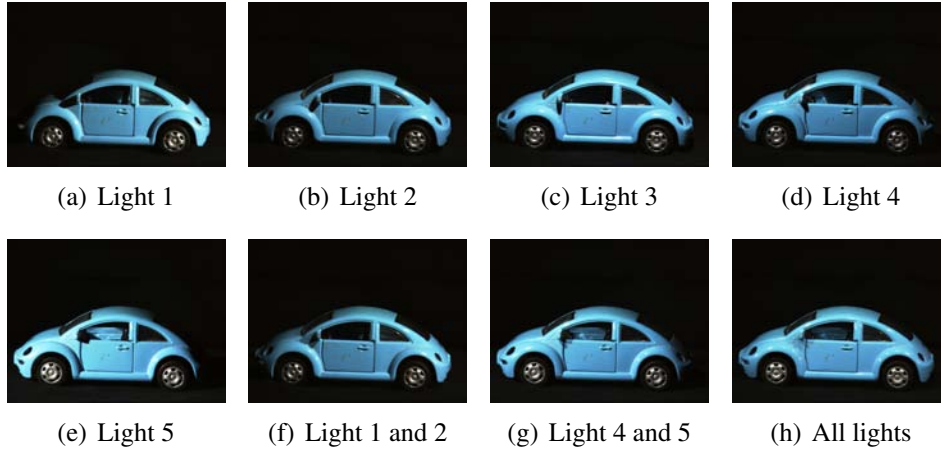 (a) Light 1
(b) Light 2
(c) Light 3
(d) Light 4
(e) Light 5
(f) Light 1 and 2
(g) Light 4 and 5
(h) All lights